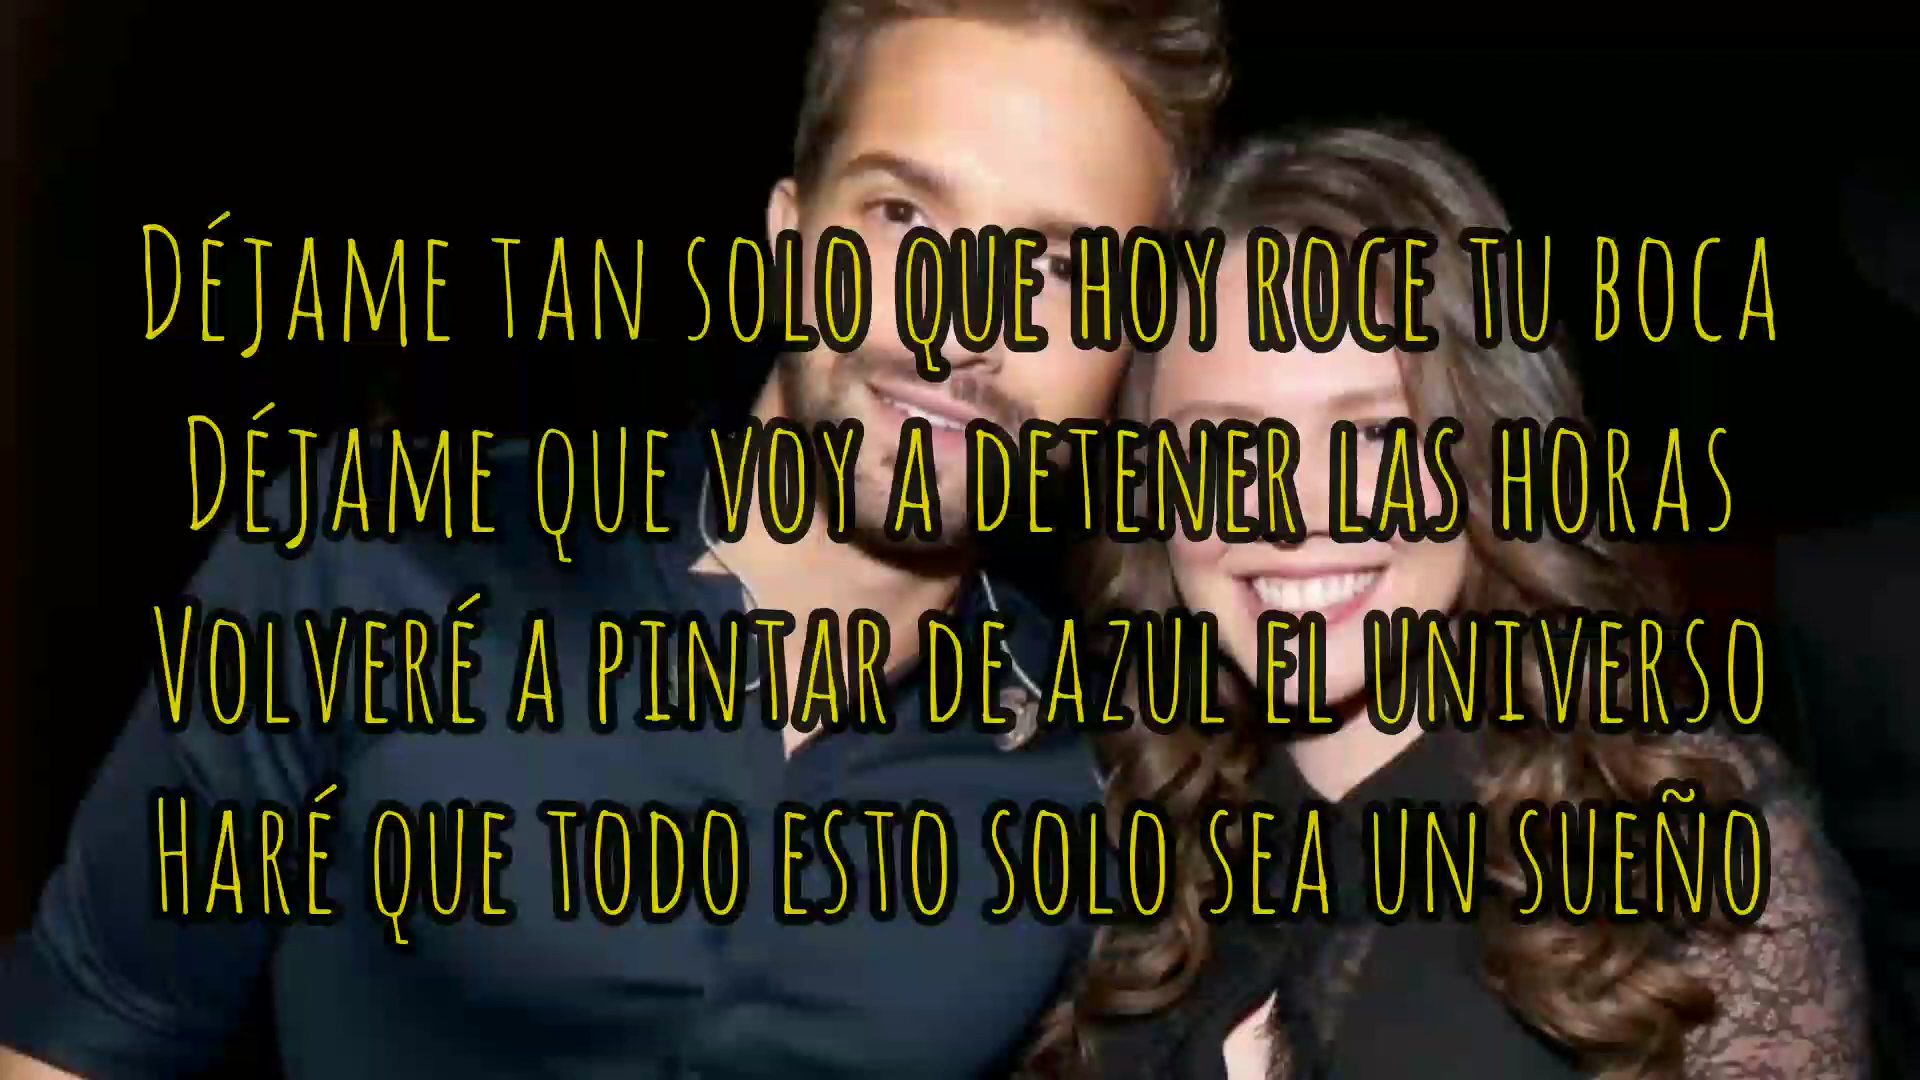 Déjame tan solo que hoy roce tu boca
Déjame que voy a detener las horas
Volveré a pintar de azul el universo
Haré que todo esto solo sea un sueño